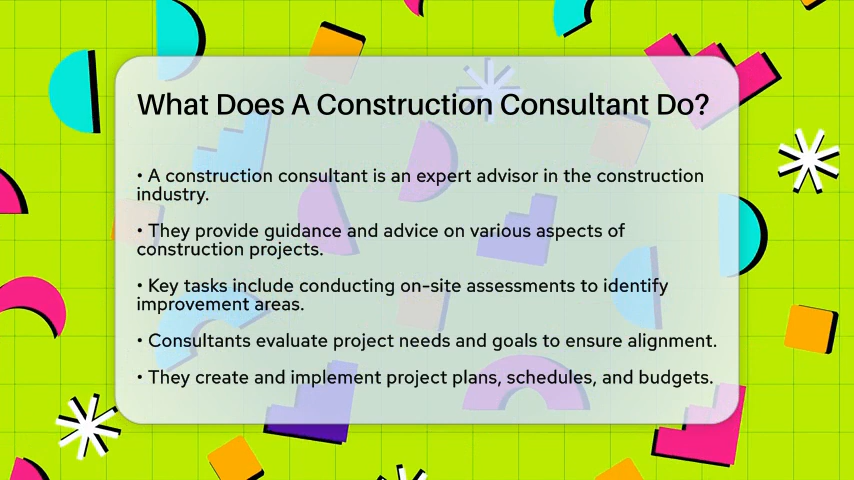 What Does A Construction Consultant Do?
• A construction consultant is an expert advisor in the construction
industry.
• They provide guidance and advice on various aspects of
construction projects.
• Key tasks include conducting on-site assessments to identify
improvement areas.
• Consultants evaluate project needs and goals to ensure alignment.
• They create and implement project plans, schedules, and budgets.